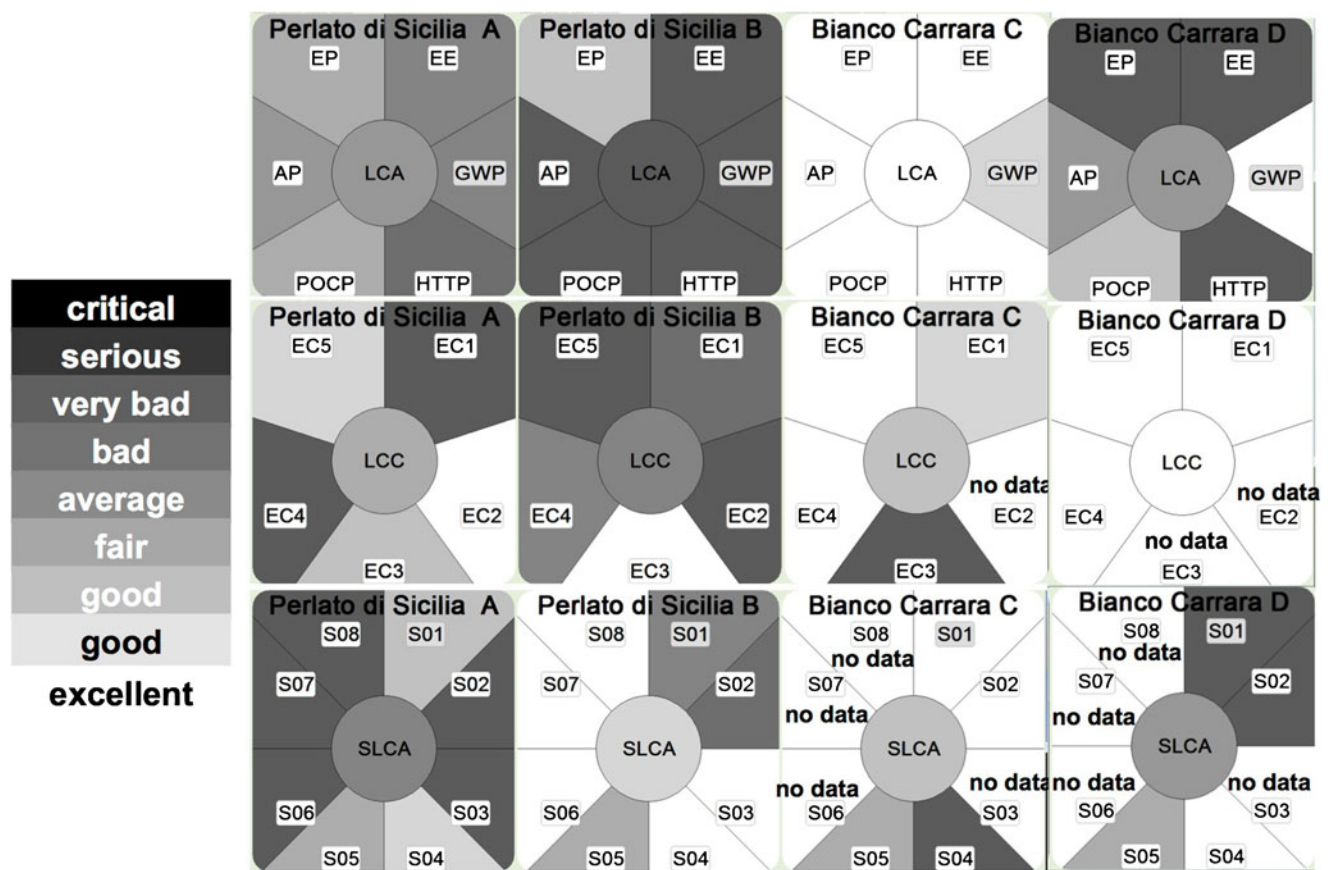 Perlato di Sicilia A
EP
EE
AP
LCA
GWP
POCP
HTTP
Perlato di Sicilia B
EP
EE
AP
LCA
GWP
POCP
HTTP
Bianco Carrara C
EP
EE
AP
LCA
GWP
POCP
HTTP
Bianco Carrara D
EP
EE
AP
LCA
GWP
POCP
HTTP
critical
serious
very bad
bad
average
fair
good
good
excellent
Perlato di Sicilia A
EC5
EC1
LCC
EC4
EC2
EC3
Perlato di Sicilia B
EC5
EC1
LCC
EC4
EC2
EC3
Bianco Carrara C
EC5
EC1
LCC
no data
EC4
EC2
EC3
Bianco Carrara D
EC5
EC1
LCC
no data
EC4
EC2
no data
EC3
Perlato di Sicilia A
S08
S01
S07
S02
SLCA
S06
S03
S05
S04
Perlato di Sicilia B
S08
S01
S07
S02
SLCA
S06
S03
S05
S04
Bianco Carrara C
S08
S01
no data
S07
S02
no data
SLCA
no data
no data
S06
S03
S05
S04
Bianco Carrara D
S08
S01
no data
S07
S02
no data
SLCA
no data
no data
S06
S03
S05
S04